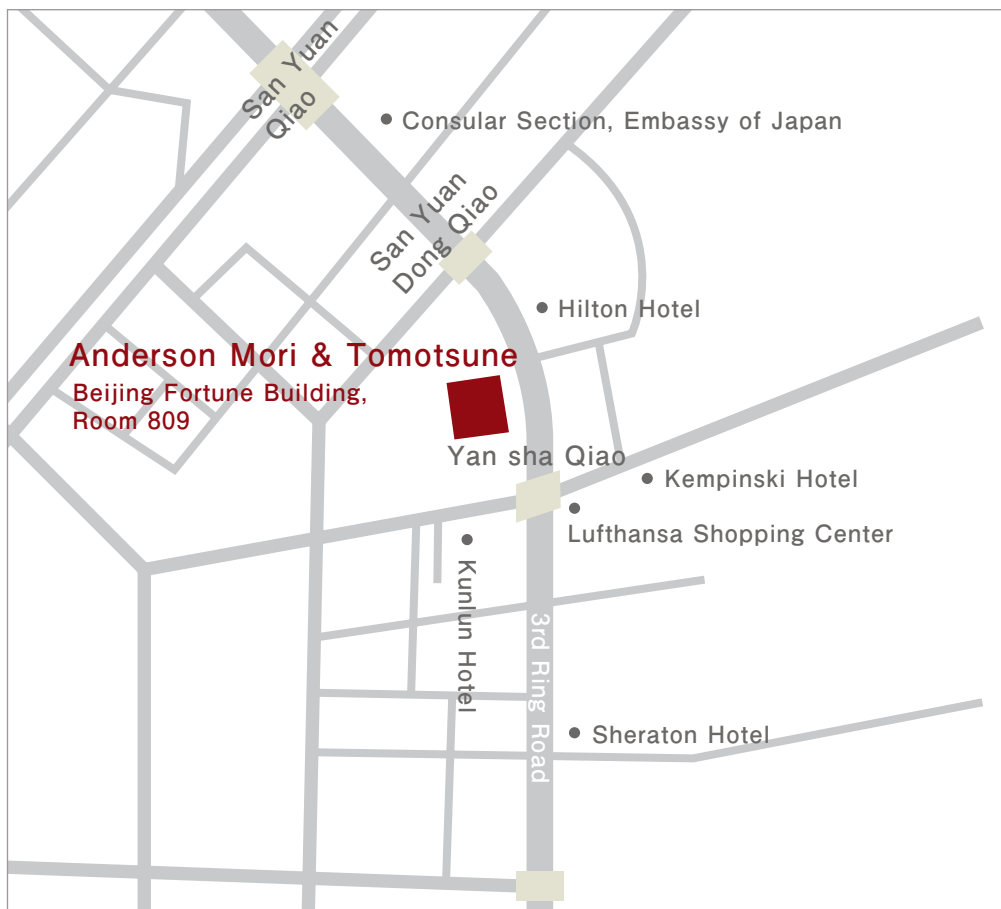 San Yuan
Qiao
Consular Section, Embassy of Japan
San Yuan
Dong Qiao
Hilton Hotel
Anderson Mori & Tomotsune
Beijing Fortune Building,
Room 809
Yan sha Qiao
Kempinski Hotel
Lufthansa Shopping Center
Kunlun Hotel
3rd Ring Road
Sheraton Hotel